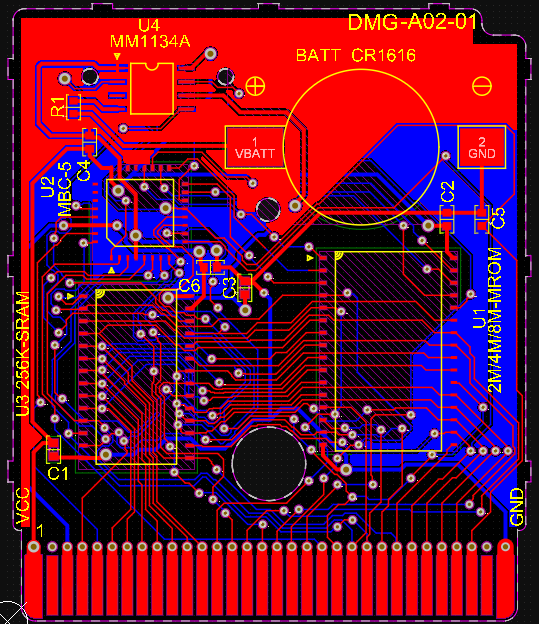 DMG-A02-01
U4
MM1134A
BATT CR1616
R1
1
VBATT
2
GND
C4
U2
MBC-5
C2
C5
C6
C3
U1
2M/4M/8M-MROM
U3 256K-SRAM
C1
VCC
GND
1